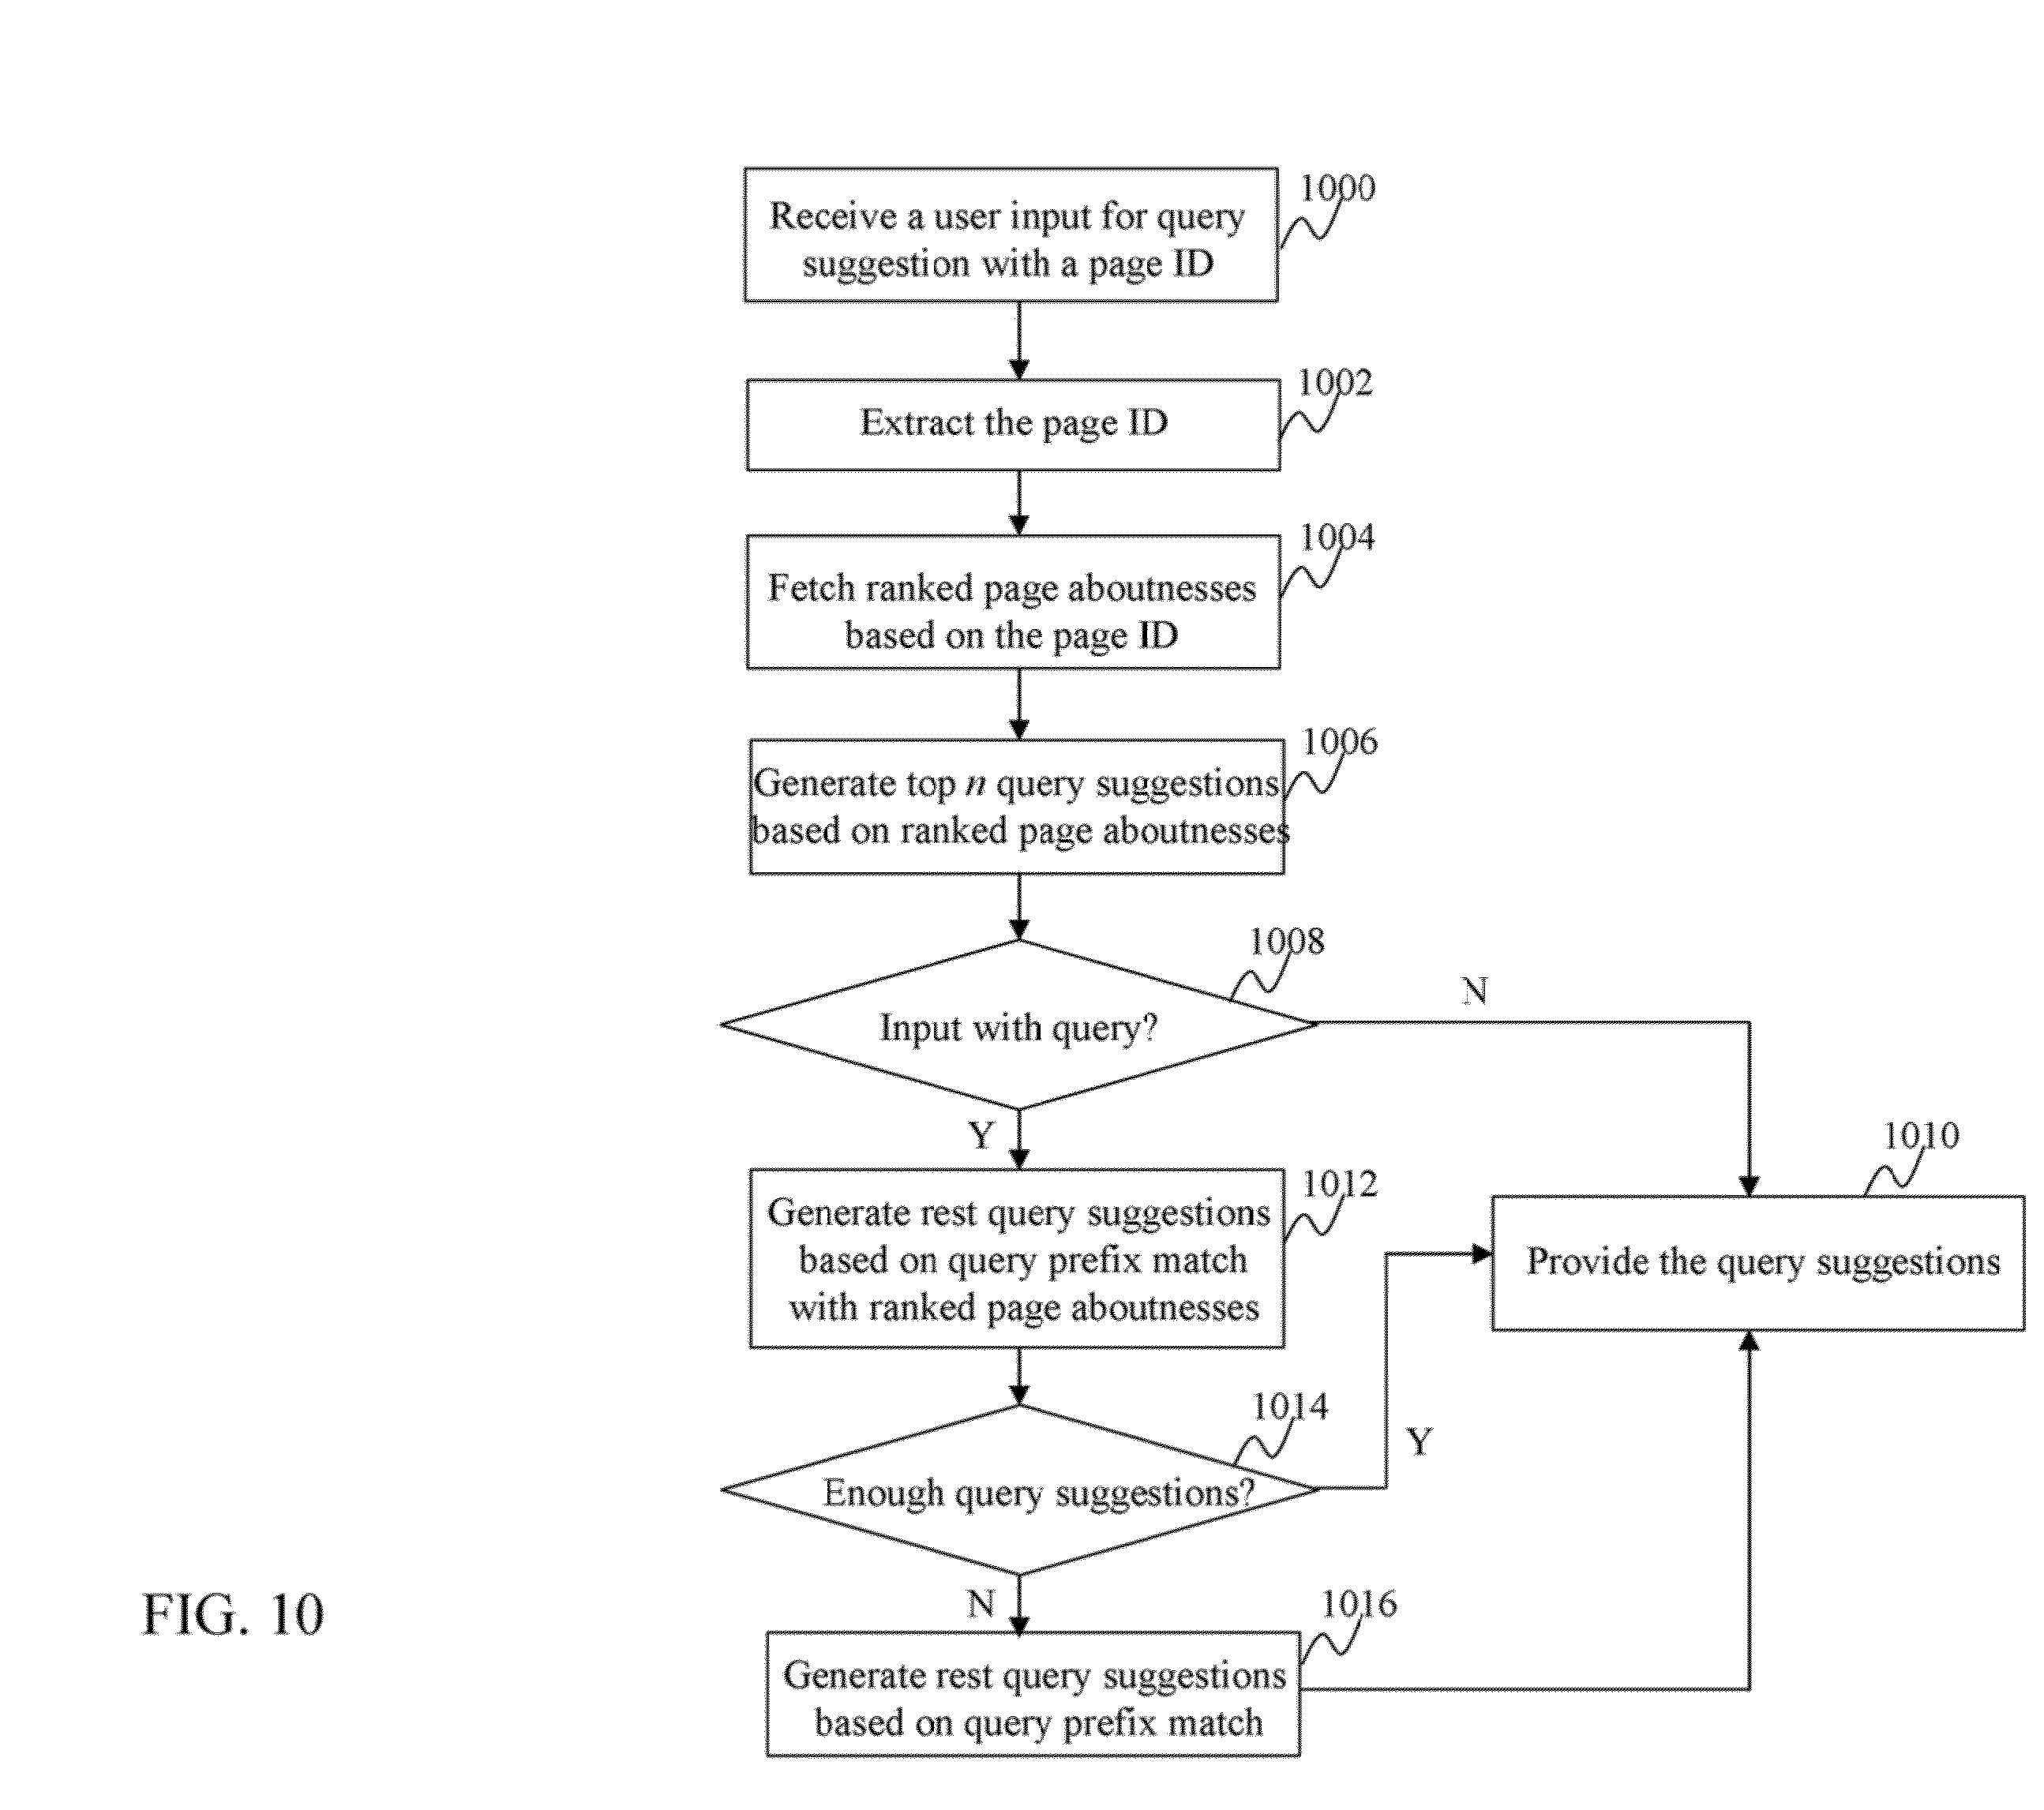 1000
Receive a user input for query
suggestion with a page ID
1002
Extract the page ID
1004
Fetch ranked page aboutnesses
based on the page ID
1006
Generate top n query suggestions
based on ranked page aboutnesses
1008
N
Input with query?
Y
1010
1012
Generate rest query suggestions
based on query prefix match
with ranked page aboutnesses
Provide the query suggestions
1014
Y
Enough query suggestions?
N
1016
FIG. 10
Generate rest query suggestions
based on query prefix match